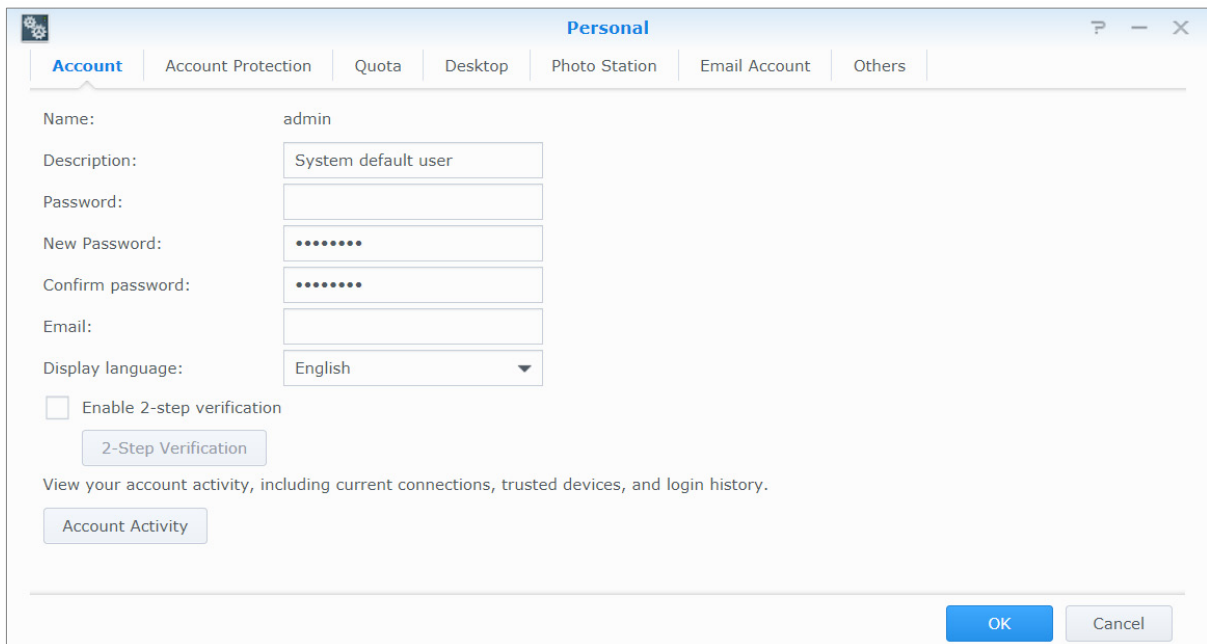 Personal
Account Account Protection Quota Desktop Photo Station Email Account Others
Name: admin
Description: System default user
Password:
New Password: ••••••••
Confirm password: ••••••••
Email:
Display language: English
Enable 2-step verification
2-Step Verification
View your account activity, including current connections, trusted devices, and login history.
Account Activity
OK Cancel